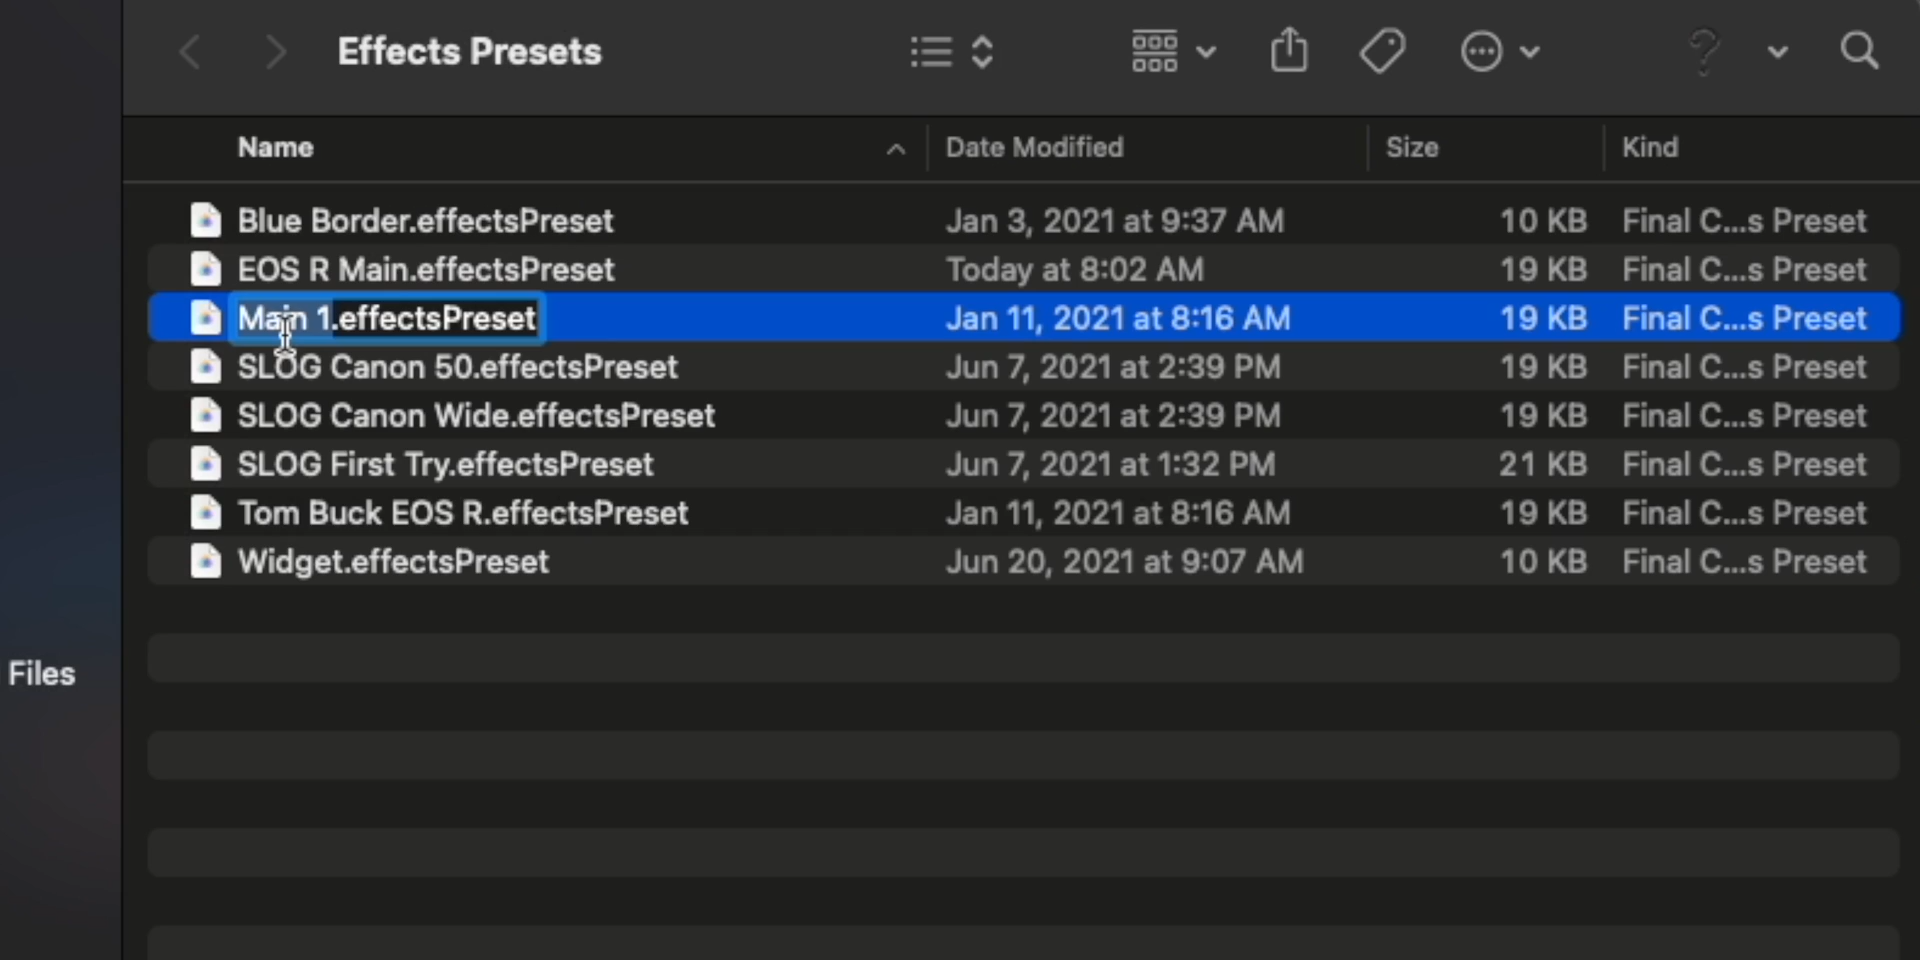 Effects Presets
Name Date Modified Size Kind
Blue Border.effectsPreset Jan 3, 2021 at 9:37 AM 10 KB Final C...s Preset
EOS R Main.effectsPreset Today at 8:02 AM 19 KB Final C...s Preset
Main 1.effectsPreset Jan 11, 2021 at 8:16 AM 19 KB Final C...s Preset
SLOG Canon 50.effectsPreset Jun 7, 2021 at 2:39 PM 19 KB Final C...s Preset
SLOG Canon Wide.effectsPreset Jun 7, 2021 at 2:39 PM 19 KB Final C...s Preset
SLOG First Try.effectsPreset Jun 7, 2021 at 1:32 PM 21 KB Final C...s Preset
Tom Buck EOS R.effectsPreset Jan 11, 2021 at 8:16 AM 19 KB Final C...s Preset
Widget.effectsPreset Jun 20, 2021 at 9:07 AM 10 KB Final C...s Preset
Files